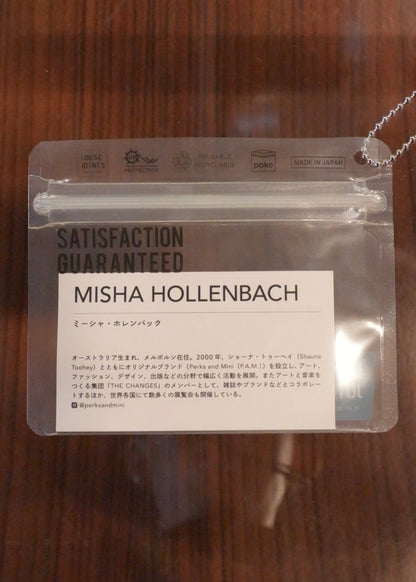 LOOSE
JOINTS
PROTECTION
REUSABLE
RECYCLABLE
pake
MADE IN JAPAN
SATISFACTION
GUARANTEED
MISHA HOLLENBACH
ミーシャ・ホレンバック
オーストラリア生まれ、メルボルン在住。2000年、ショーナ・トゥーヘイ（Shauna
Toohey）とともにオリジナルブランド〈Perks and Mini（P.A.M.）〉を設立し、アート、
ファッション、デザイン、出版などの分野で幅広く活動を展開。またアートと音楽を
つくる集団「THE CHANGES」のメンバーとして、雑誌やブランドなどとコラボレー
トするほか、世界各国にて数多くの展覧会も開催している。
@perksandmini